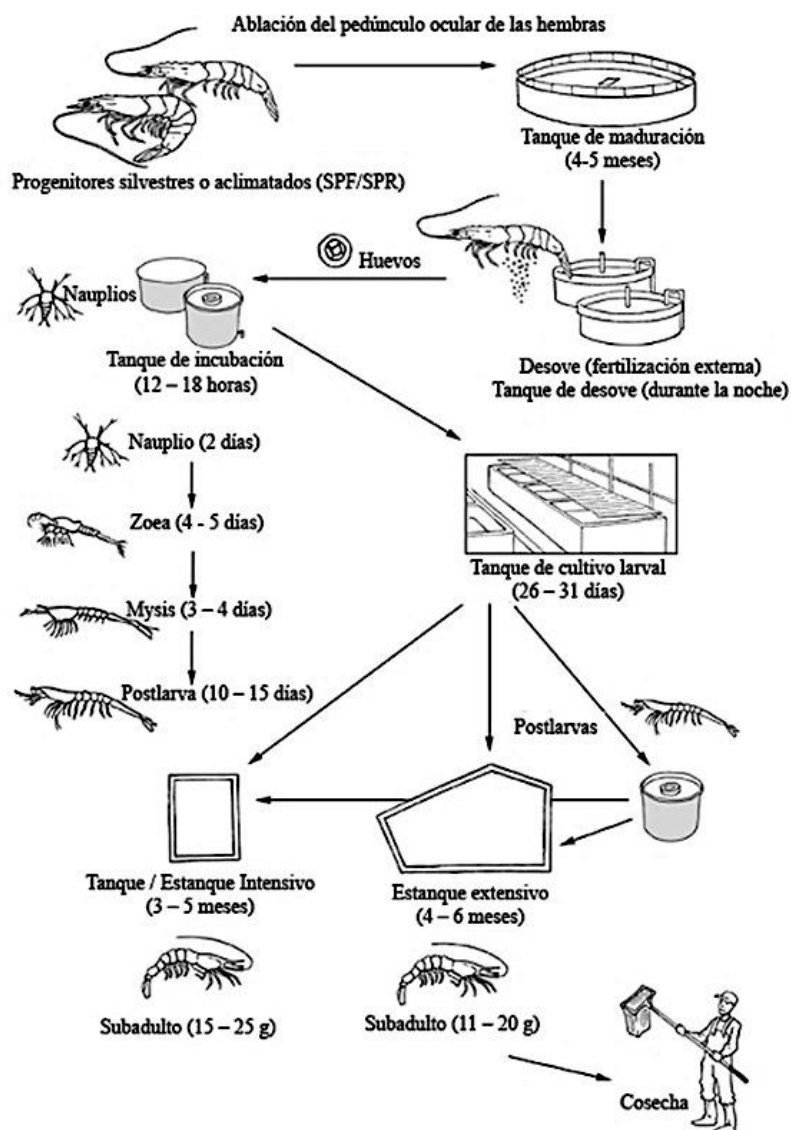 Ablación del pedúnculo ocular de las hembras
Tanque de maduración
(4-5 meses)
Progenitores silvestres o aclimatados (SPF/SPR)
Huevos
Nauplios
Tanque de incubación
(12 – 18 horas)
Desove (fertilización externa)
Tanque de desove (durante la noche)
Nauplio (2 días)
Zoea (4 - 5 días)
Mysis (3 – 4 días)
Postlarva (10 – 15 días)
Tanque de cultivo larval
(26 – 31 días)
Postlarvas
Tanque / Estanque Intensivo
(3 – 5 meses)
Estanque extensivo
(4 – 6 meses)
Subadulto (15 – 25 g)
Subadulto (11 – 20 g)
Cosecha